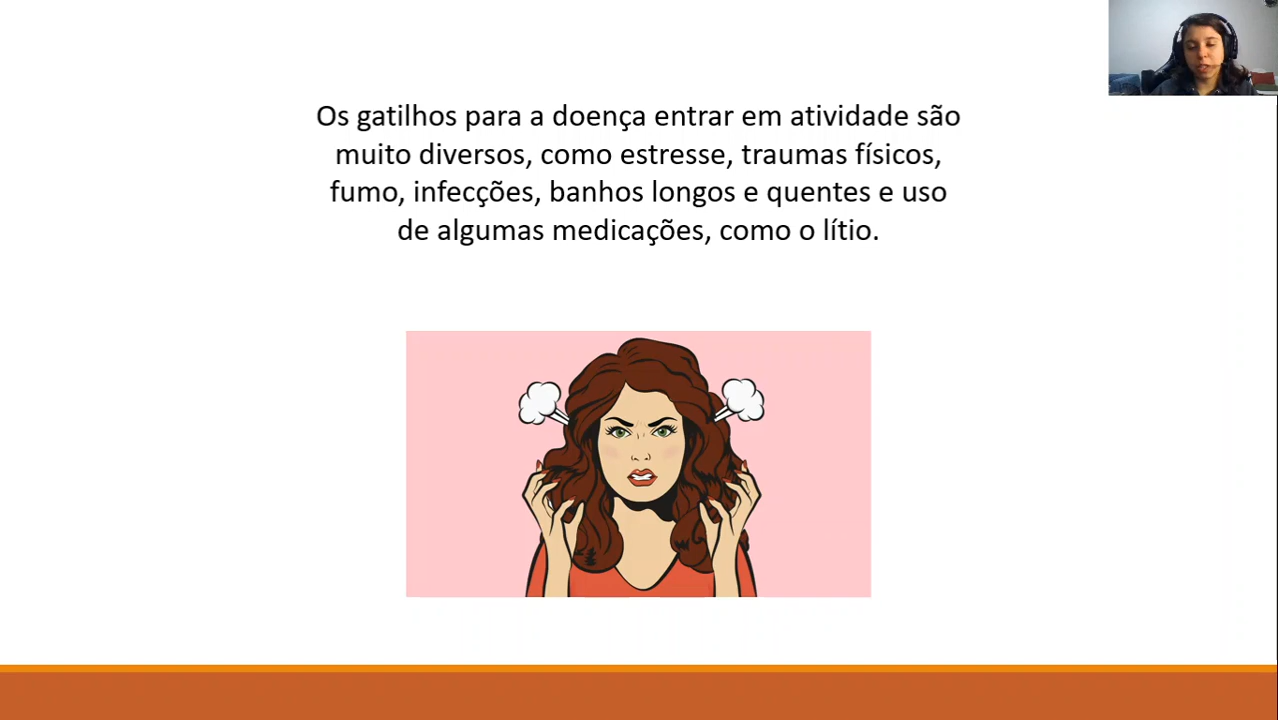 Os gatilhos para a doença entrar em atividade são
muito diversos, como estresse, traumas físicos,
fumo, infecções, banhos longos e quentes e uso
de algumas medicações, como o lítio.